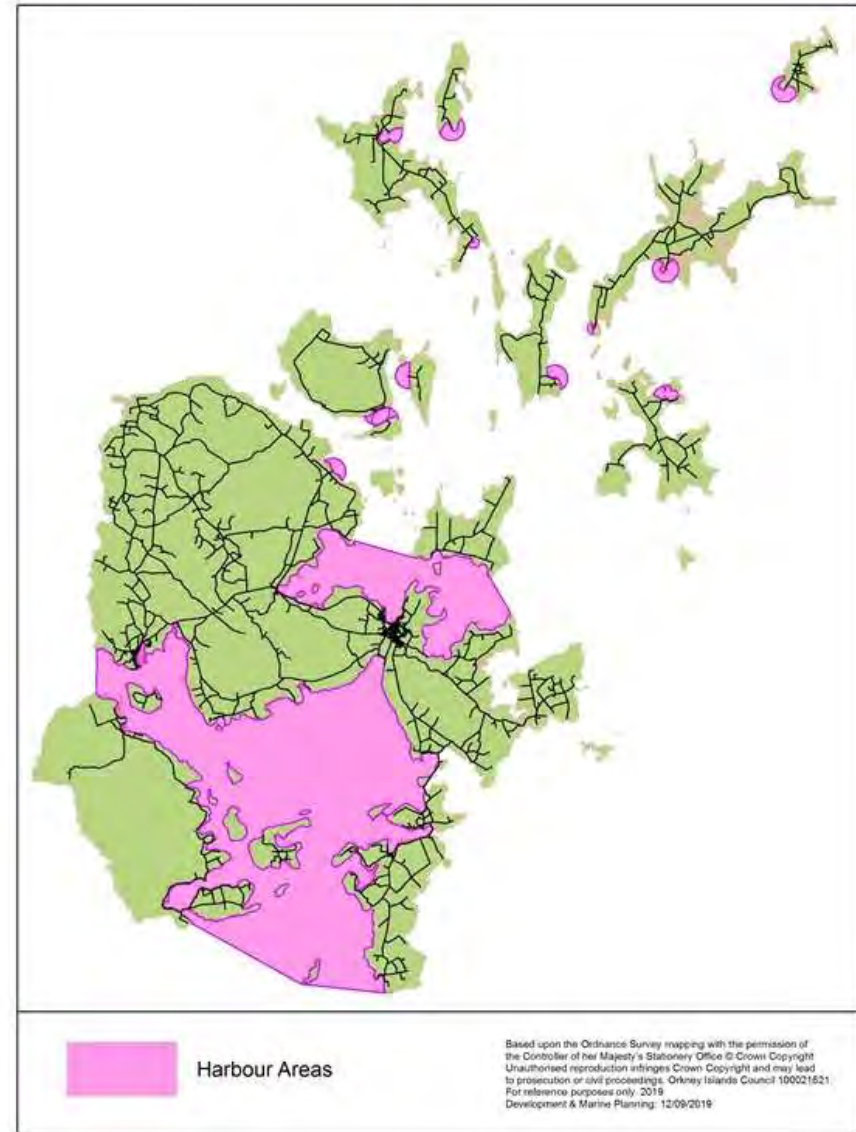 Harbour Areas
Based upon the Ordnance Survey mapping with the permission of
the Controller of her Majesty's Stationery Office © Crown Copyright
Unauthorised reproduction infringes Crown Copyright and may lead
to prosecution or civil proceedings. Orkney Islands Council 100021621
For reference purposes only. 2019
Development & Marine Planning: 12/09/2019